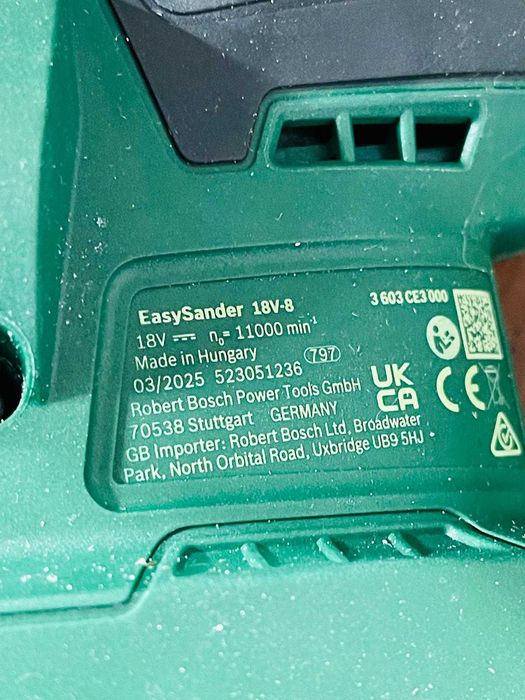 EasySander 18V-8
3 603 CE3 000
18V n₀= 11000 min⁻¹
Made in Hungary
03/2025 523051236 797
Robert Bosch Power Tools GmbH
70538 Stuttgart GERMANY
GB Importer: Robert Bosch Ltd, Broadwater
Park, North Orbital Road, Uxbridge UB9 5HJ
UK
CA
CE